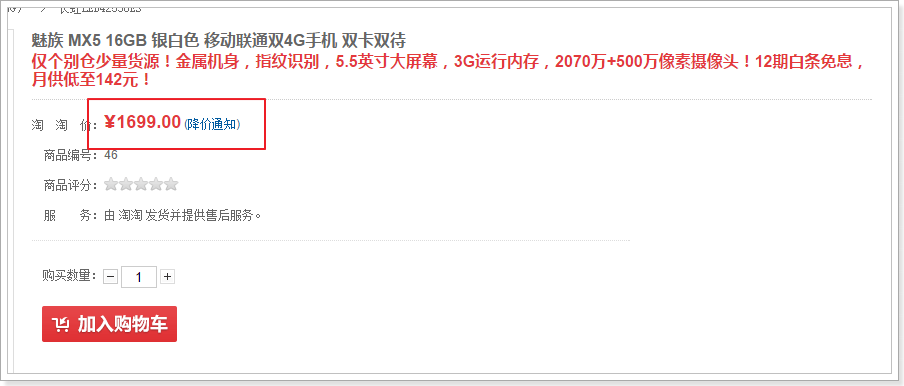 魅族 MX5 16GB 银白色 移动联通双4G手机 双卡双待
仅个别仓少量货源！金属机身，指纹识别，5.5英寸大屏幕，3G运行内存，2070万+500万像素摄像头！12期白条免息，
月供低至142元！
淘 淘 价：¥1699.00 (降价通知)
商品编号：46
商品评分：
服 务：由 淘淘 发货并提供售后服务。
购买数量： − 1 +
加入购物车